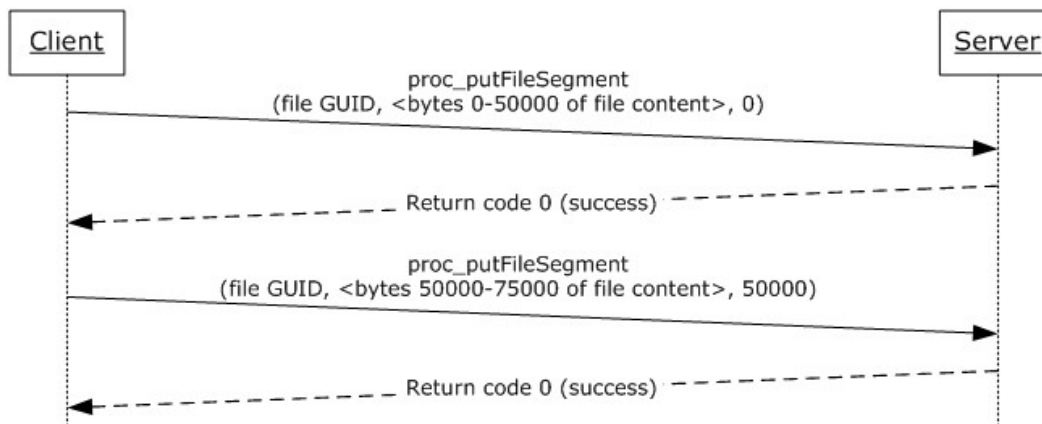 Client
Server
proc_putFileSegment
(file GUID, <bytes 0-50000 of file content>, 0)
Return code 0 (success)
proc_putFileSegment
(file GUID, <bytes 50000-75000 of file content>, 50000)
Return code 0 (success)